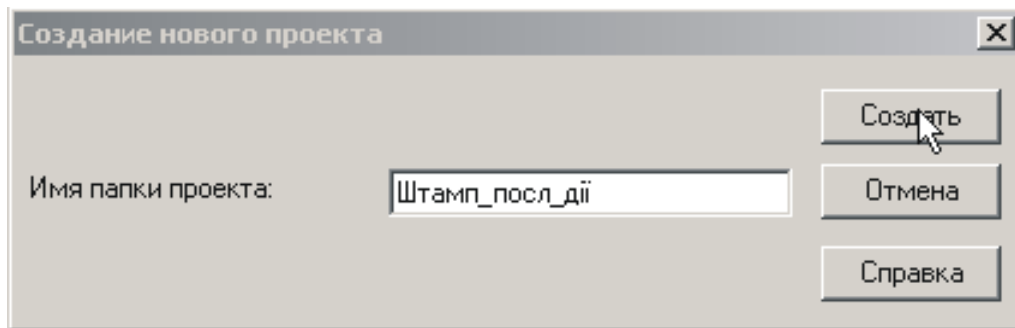 Создание нового проекта
Создать
Имя папки проекта: Штамп_посл_дії
Отмена
Справка